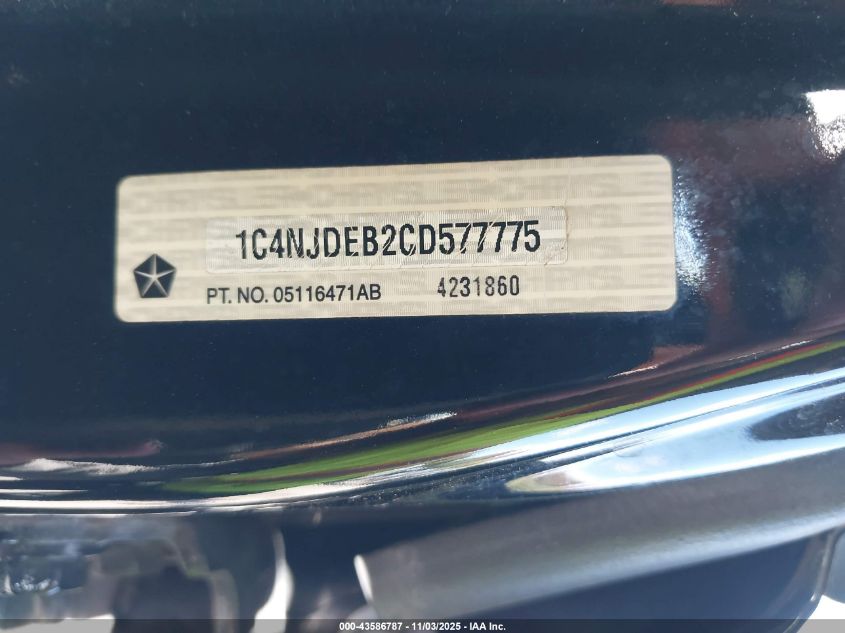 1C4NJDEB2CD577775
PT. NO. 05116471AB 4231860
000-43586787 - 11/03/2025 - IAA Inc.